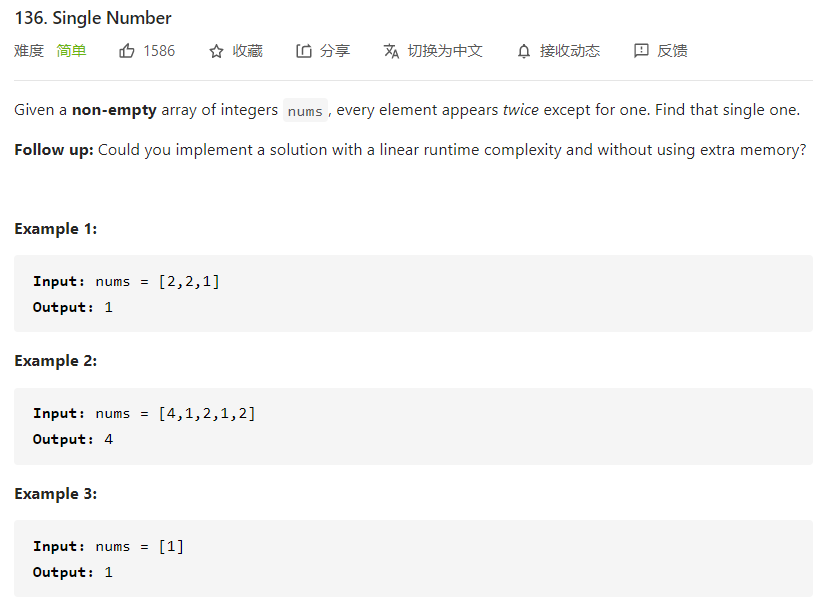 136. Single Number
难度 简单 1586 收藏 分享 切换为中文 接收动态 反馈
Given a non-empty array of integers nums, every element appears twice except for one. Find that single one.
Follow up: Could you implement a solution with a linear runtime complexity and without using extra memory?
Example 1:
Input: nums = [2,2,1]
Output: 1
Example 2:
Input: nums = [4,1,2,1,2]
Output: 4
Example 3:
Input: nums = [1]
Output: 1